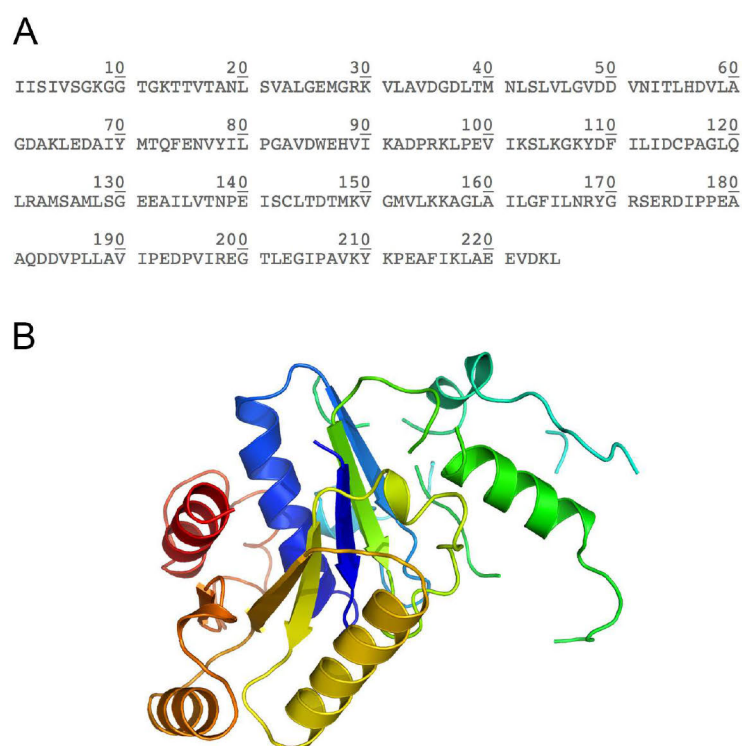 A
10 20 30 40 50 60
IISIVSGKGG TGKTTVTANL SVALGEMGRK VLAVDGDLTM NLSLVLGVDD VNITLHDVLA
70 80 90 100 110 120
GDAKLEDAIY MTQFENVYIL PGAVDWEHVI KADPRKLPEV IKSLKGKYDF ILIDCPAGLQ
130 140 150 160 170 180
LRAMSAMLSG EEAILVTNPE ISCLTDTMKV GMVLKKAGLA ILGFILNRYG RSERDIPPEA
190 200 210 220
AQDDVPLLAV IPEDPVIREG TLEGIPAVKY KPEAFIKLAE EVDKL
B